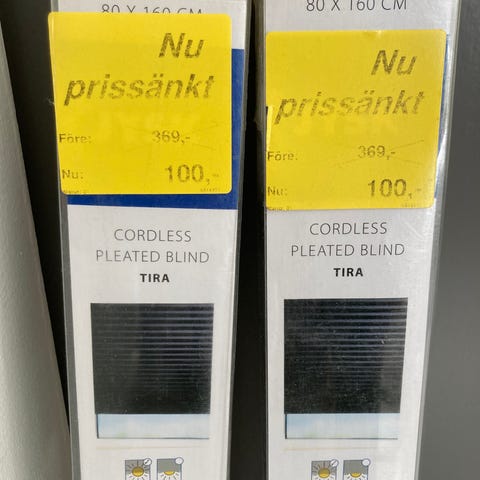 80 X 160 CM
Nu
prissänkt
Före: 369,-
Nu: 100,-
CORDLESS
PLEATED BLIND
TIRA
80 X 160 CM
Nu
prissänkt
Före: 369,-
Nu: 100,-
CORDLESS
PLEATED BLIND
TIRA